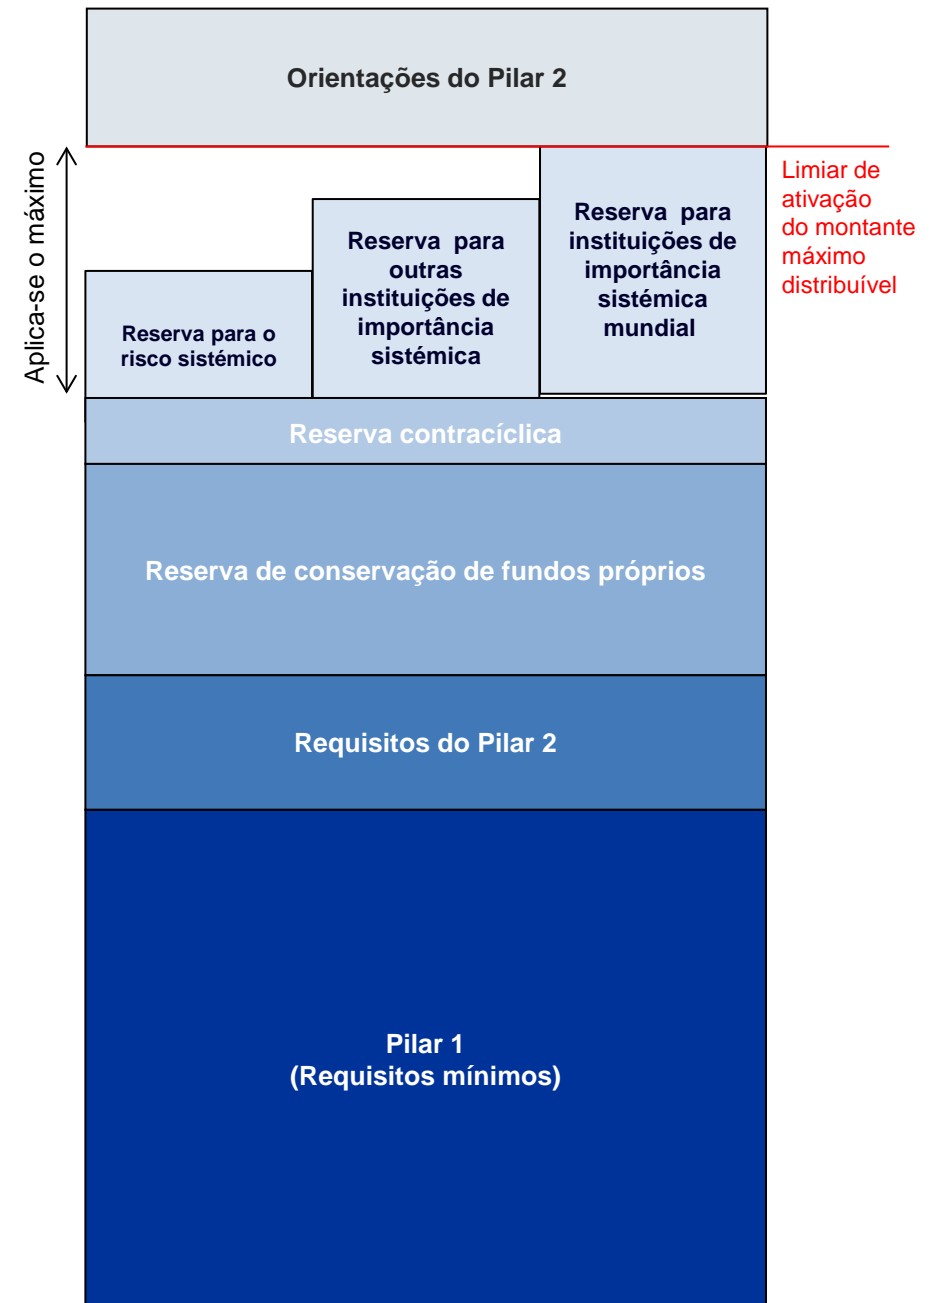 Orientações do Pilar 2
Aplica-se o máximo
Limiar de
ativação
do montante
máximo
distribuível
Reserva para o
risco sistémico
Reserva para
outras
instituições de
importância
sistémica
Reserva para
instituições de
importância
sistémica
mundial
Reserva contracíclica
Reserva de conservação de fundos próprios
Requisitos do Pilar 2
Pilar 1
(Requisitos mínimos)